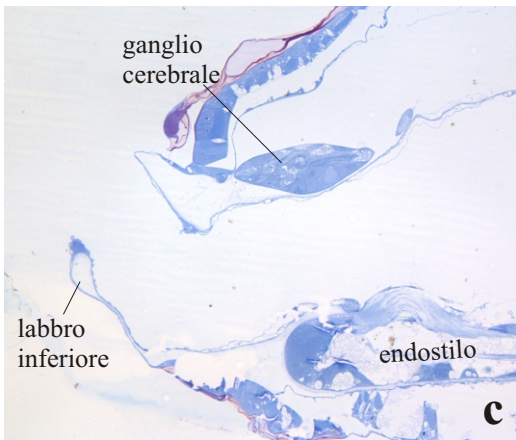 ganglio
cerebrale
labbro
inferiore
endostilo
c